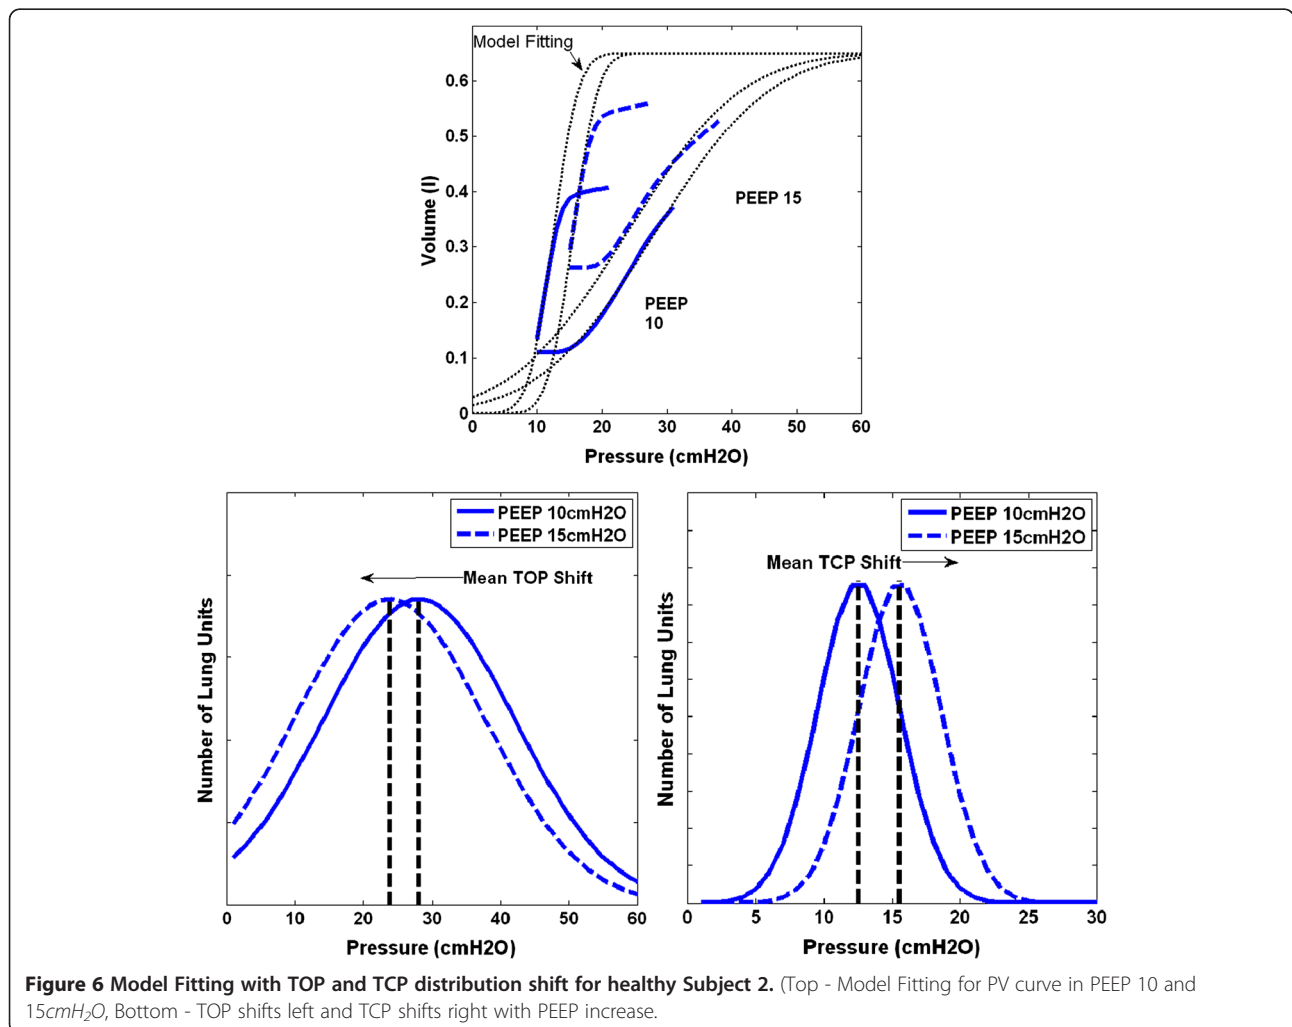 Model Fitting
0.6
0.5
0.4
0.3
0.2
0.1
0
Volume (l)
PEEP 15
PEEP
10
0 10 20 30 40 50 60
Pressure (cmH2O)
PEEP 10cmH2O
PEEP 15cmH2O
Mean TOP Shift
Number of Lung Units
0 10 20 30 40 50 60
Pressure (cmH2O)
PEEP 10cmH2O
PEEP 15cmH2O
Mean TCP Shift
Number of Lung Units
0 5 10 15 20 25 30
Pressure (cmH2O)
Figure 6 Model Fitting with TOP and TCP distribution shift for healthy Subject 2. (Top - Model Fitting for PV curve in PEEP 10 and
15cmH₂O, Bottom - TOP shifts left and TCP shifts right with PEEP increase.